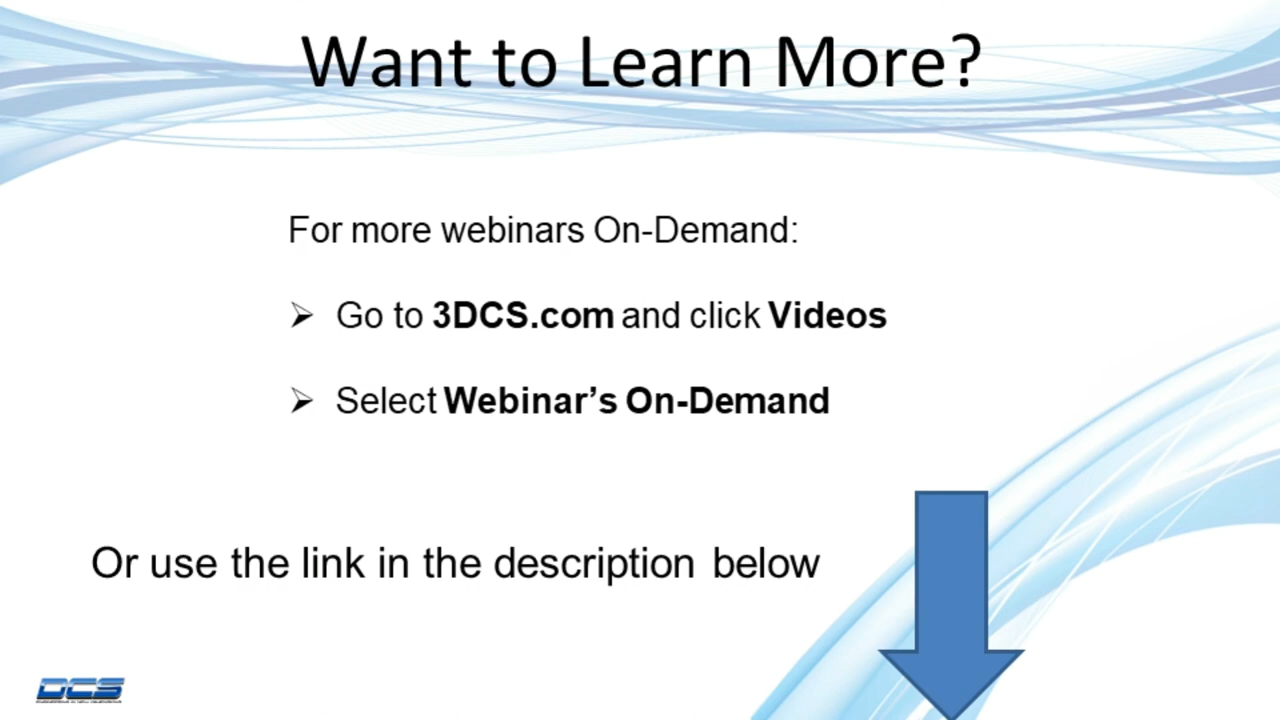 Want to Learn More?
For more webinars On-Demand:
➢ Go to 3DCS.com and click Videos
➢ Select Webinar’s On-Demand
Or use the link in the description below
DCS